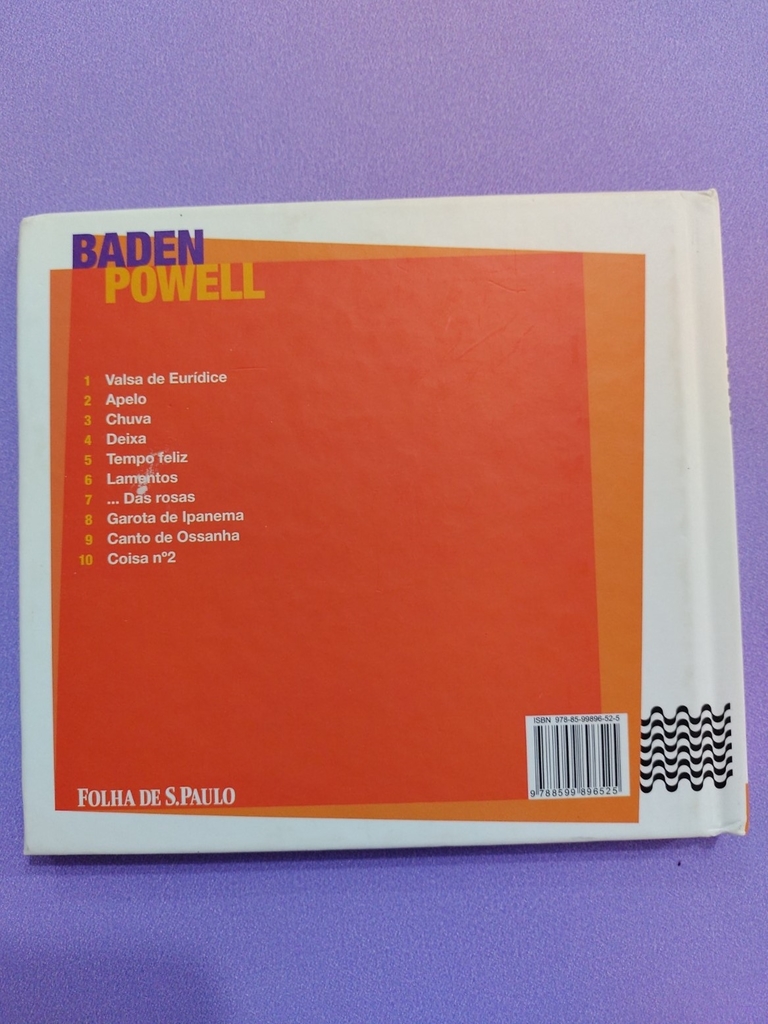 BADEN
POWELL
1 Valsa de Eurídice
2 Apelo
3 Chuva
4 Deixa
5 Tempo feliz
6 Lamentos
7 ... Das rosas
8 Garota de Ipanema
9 Canto de Ossanha
10 Coisa nº2
ISBN 978-85-99896-52-5
9 788599 896525
FOLHA DE S.PAULO